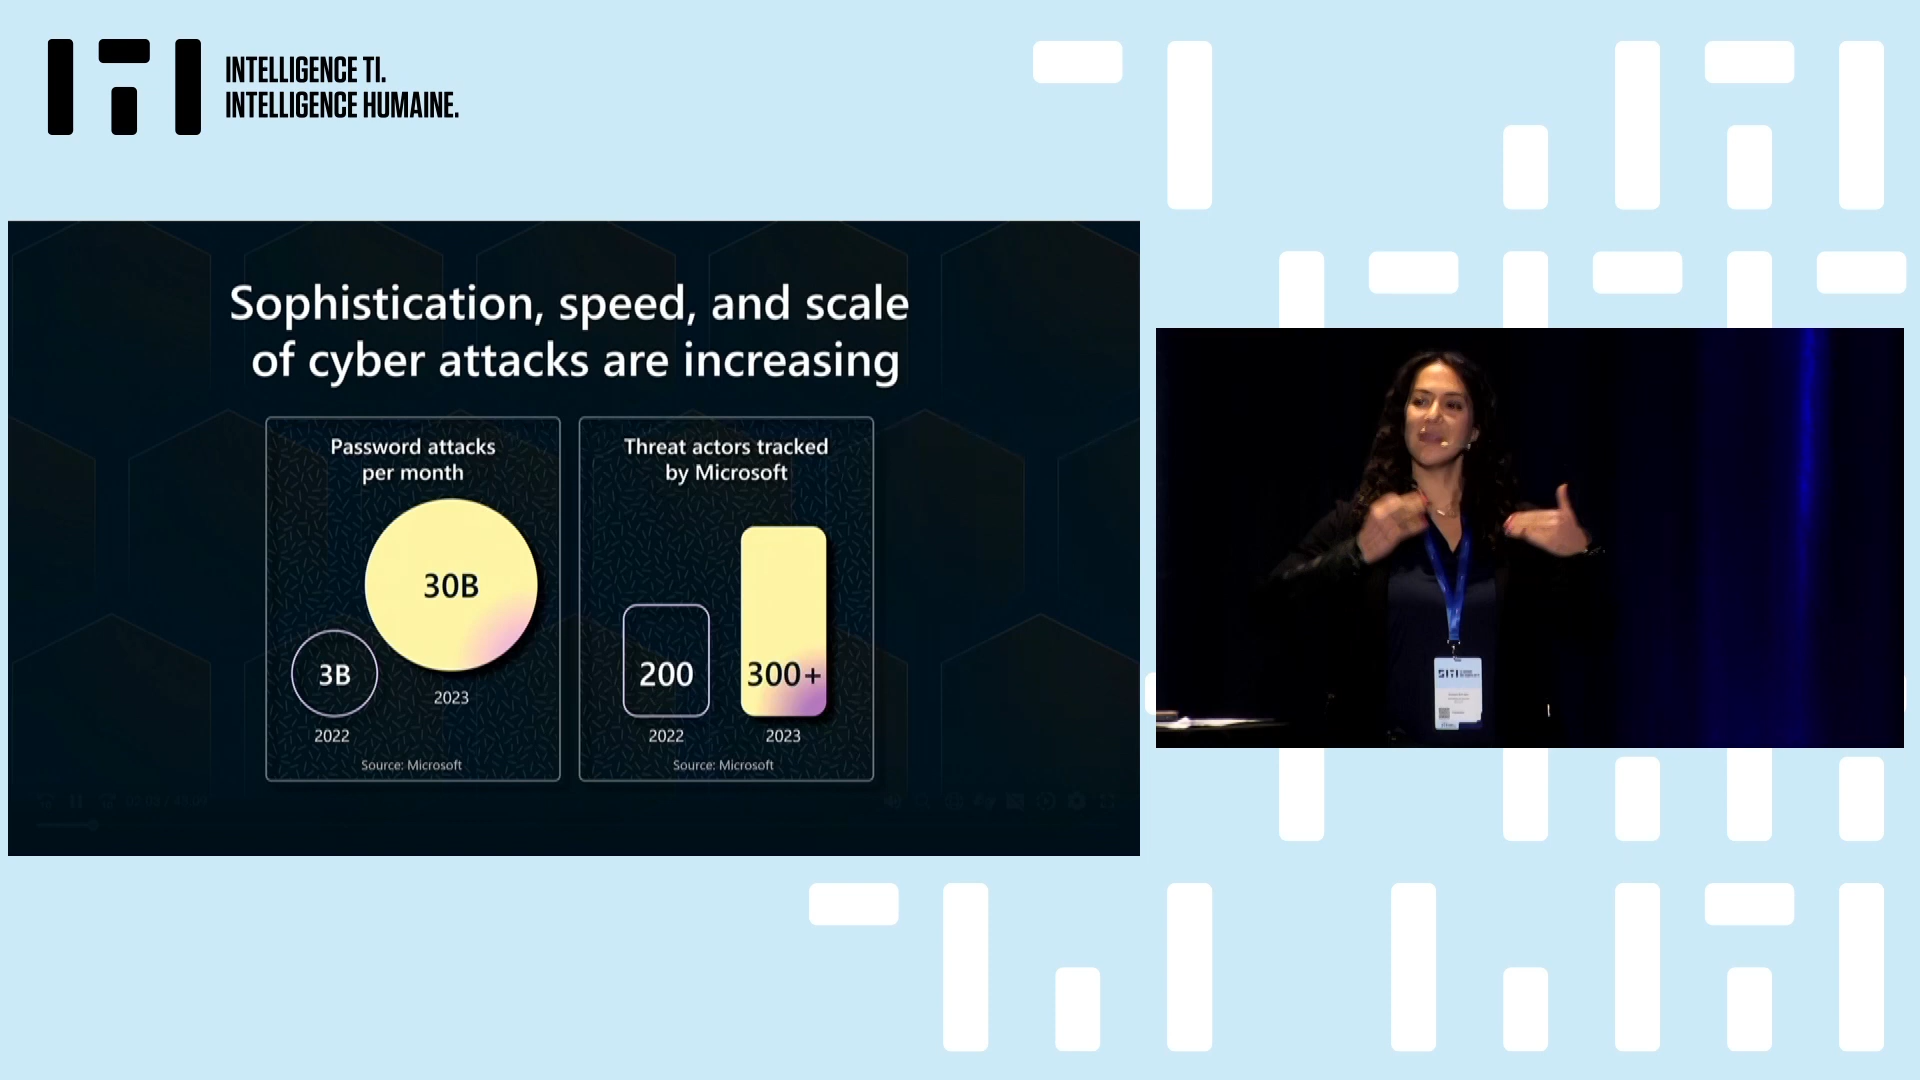 INTELLIGENCE TI.
INTELLIGENCE HUMAINE.
Sophistication, speed, and scale
of cyber attacks are increasing
Password attacks
per month
30B
3B
2023
2022
Source: Microsoft
Threat actors tracked
by Microsoft
200
300+
2022
2023
Source: Microsoft